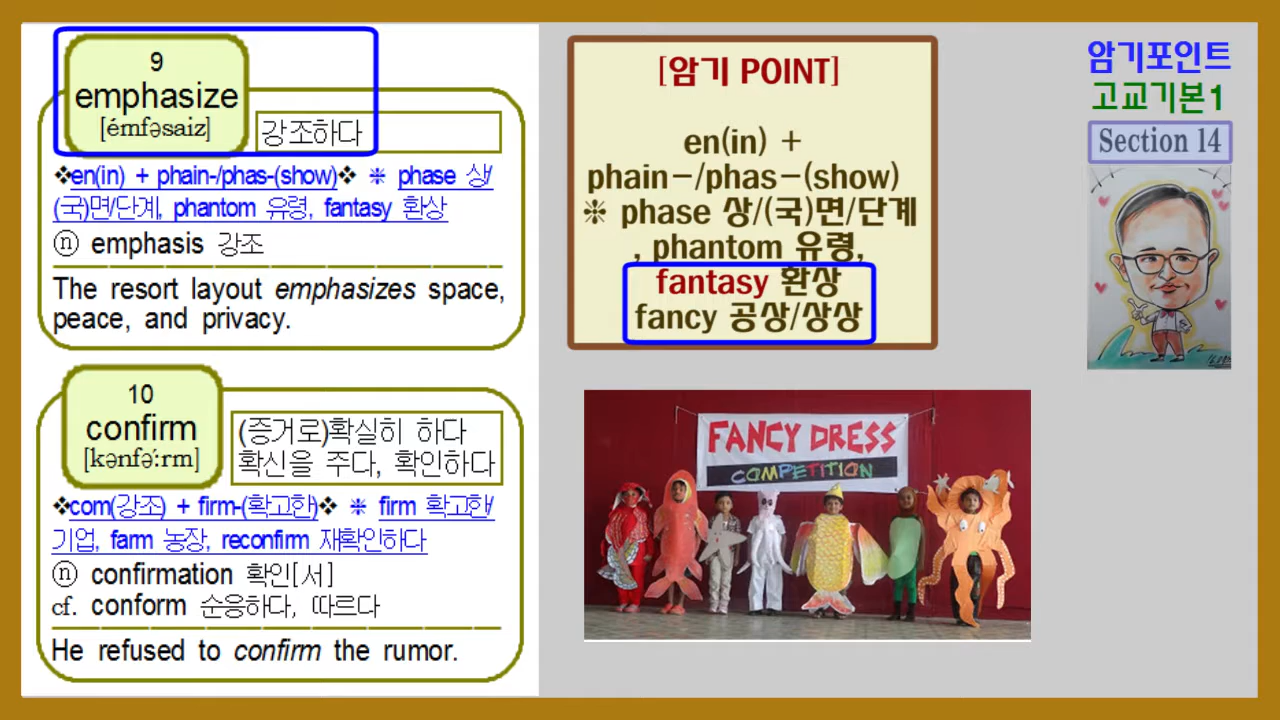 9
emphasize
[émfəsaiz]
강조하다
❖en(in) + phain-/phas-(show)❖ ※ phase 상/
(국)면/단계, phantom 유령, fantasy 환상
ⓝ emphasis 강조
The resort layout emphasizes space,
peace, and privacy.
10
confirm
[kənfə́ːrm]
(증거로)확실히 하다
확신을 주다, 확인하다
❖com(강조) + firm-(확고한)❖ ※ firm 확고한/
기업, farm 농장, reconfirm 재확인하다
ⓝ confirmation 확인[서]
cf. conform 순응하다, 따르다
He refused to confirm the rumor.
[암기 POINT]
en(in) +
phain-/phas-(show)
※ phase 상/(국)면/단계
, phantom 유령,
fantasy 환상
fancy 공상/상상
FANCY DRESS
COMPETITION
암기포인트
고교기본1
Section 14